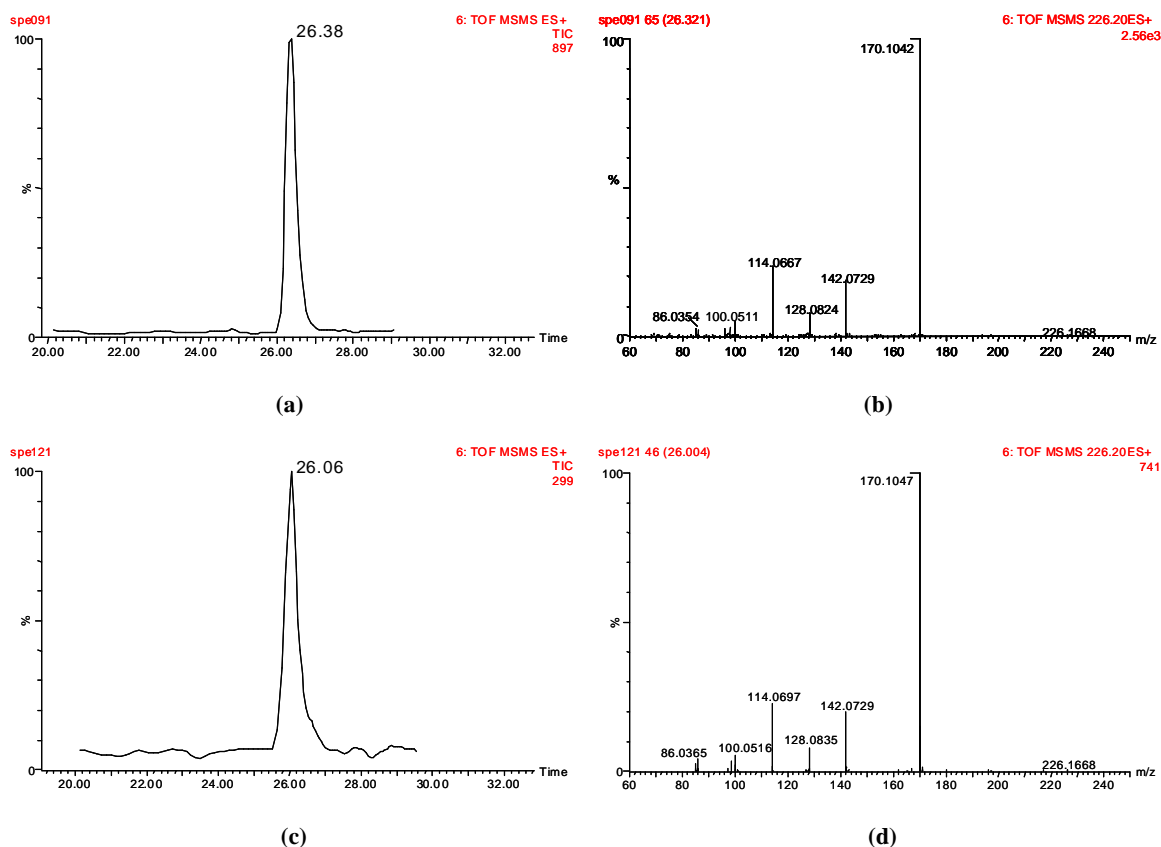 spe091
6: TOF MSMS ES+
TIC
897
100
26.38
%
0
20.00 22.00 24.00 26.00 28.00 30.00 32.00 Time
(a)
spe091 65 (26.321)
6: TOF MSMS 226.20ES+
2.56e3
100
170.1042
%
114.0667
142.0729
128.0824
86.0354 100.0511
226.1668
0
60 80 100 120 140 160 180 200 220 240 m/z
(b)
spe121
6: TOF MSMS ES+
TIC
299
100
26.06
%
0
20.00 22.00 24.00 26.00 28.00 30.00 32.00 Time
(c)
spe121 46 (26.004)
6: TOF MSMS 226.20ES+
741
100
170.1047
%
114.0697
142.0729
128.0835
86.0365 100.0516
226.1668
0
60 80 100 120 140 160 180 200 220 240 m/z
(d)